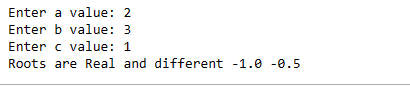 Enter a value: 2
Enter b value: 3
Enter c value: 1
Roots are Real and different -1.0 -0.5